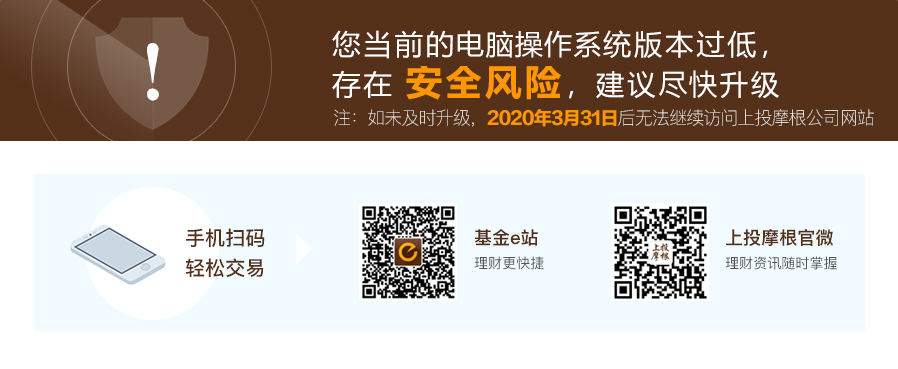 您当前的电脑操作系统版本过低，
存在 安全风险，建议尽快升级
注：如未及时升级，2020年3月31日后无法继续访问上投摩根公司网站
手机扫码
轻松交易
基金e站
理财更快捷
上投
摩根
上投摩根官微
理财资讯随时掌握